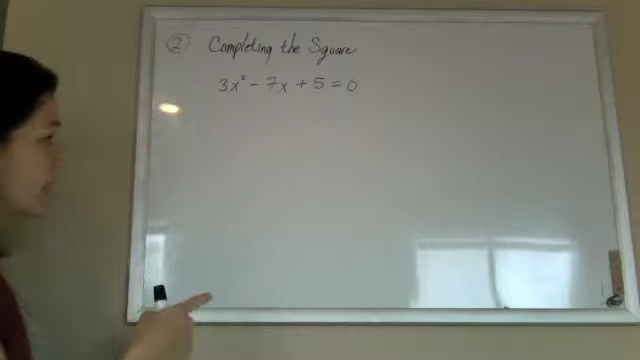 ② Completing the Square
3x² - 7x + 5 = 0